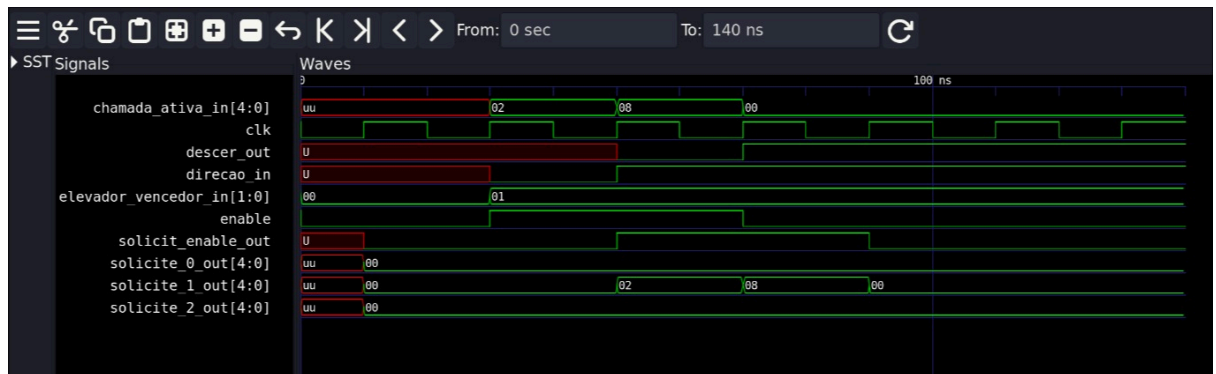 From: 0 sec To: 140 ns
SST Signals Waves
0 100 ns
chamada_ativa_in[4:0] uu 02 08 00
clk
descer_out U
direcao_in U
elevador_vencedor_in[1:0] 00 01
enable
solicit_enable_out U
solicite_0_out[4:0] uu 00
solicite_1_out[4:0] uu 00 02 08 00
solicite_2_out[4:0] uu 00